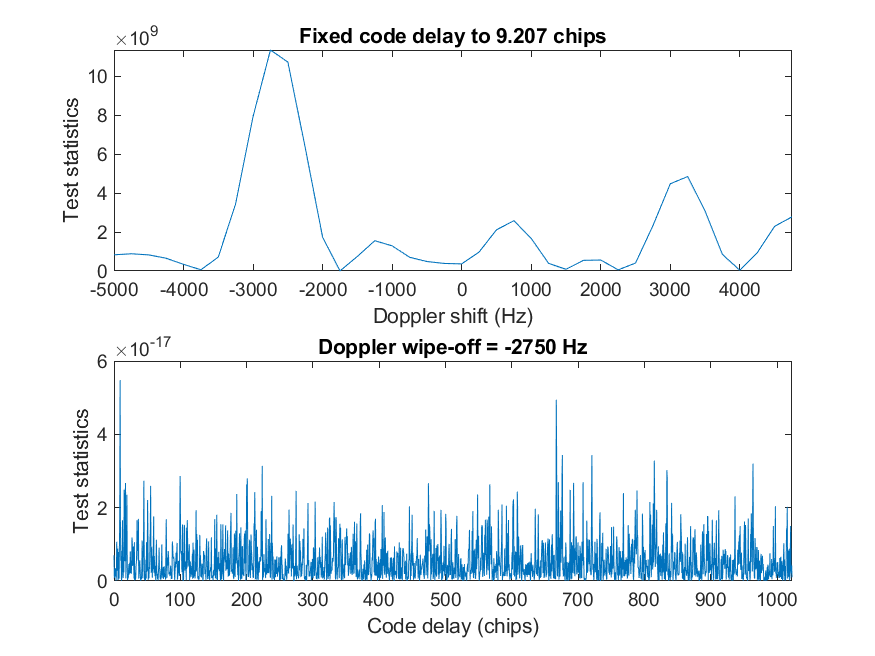 ×10^9
Fixed code delay to 9.207 chips
Test statistics
10
8
6
4
2
0
-5000 -4000 -3000 -2000 -1000 0 1000 2000 3000 4000
Doppler shift (Hz)
×10^-17
Doppler wipe-off = -2750 Hz
Test statistics
6
4
2
0
0 100 200 300 400 500 600 700 800 900 1000
Code delay (chips)